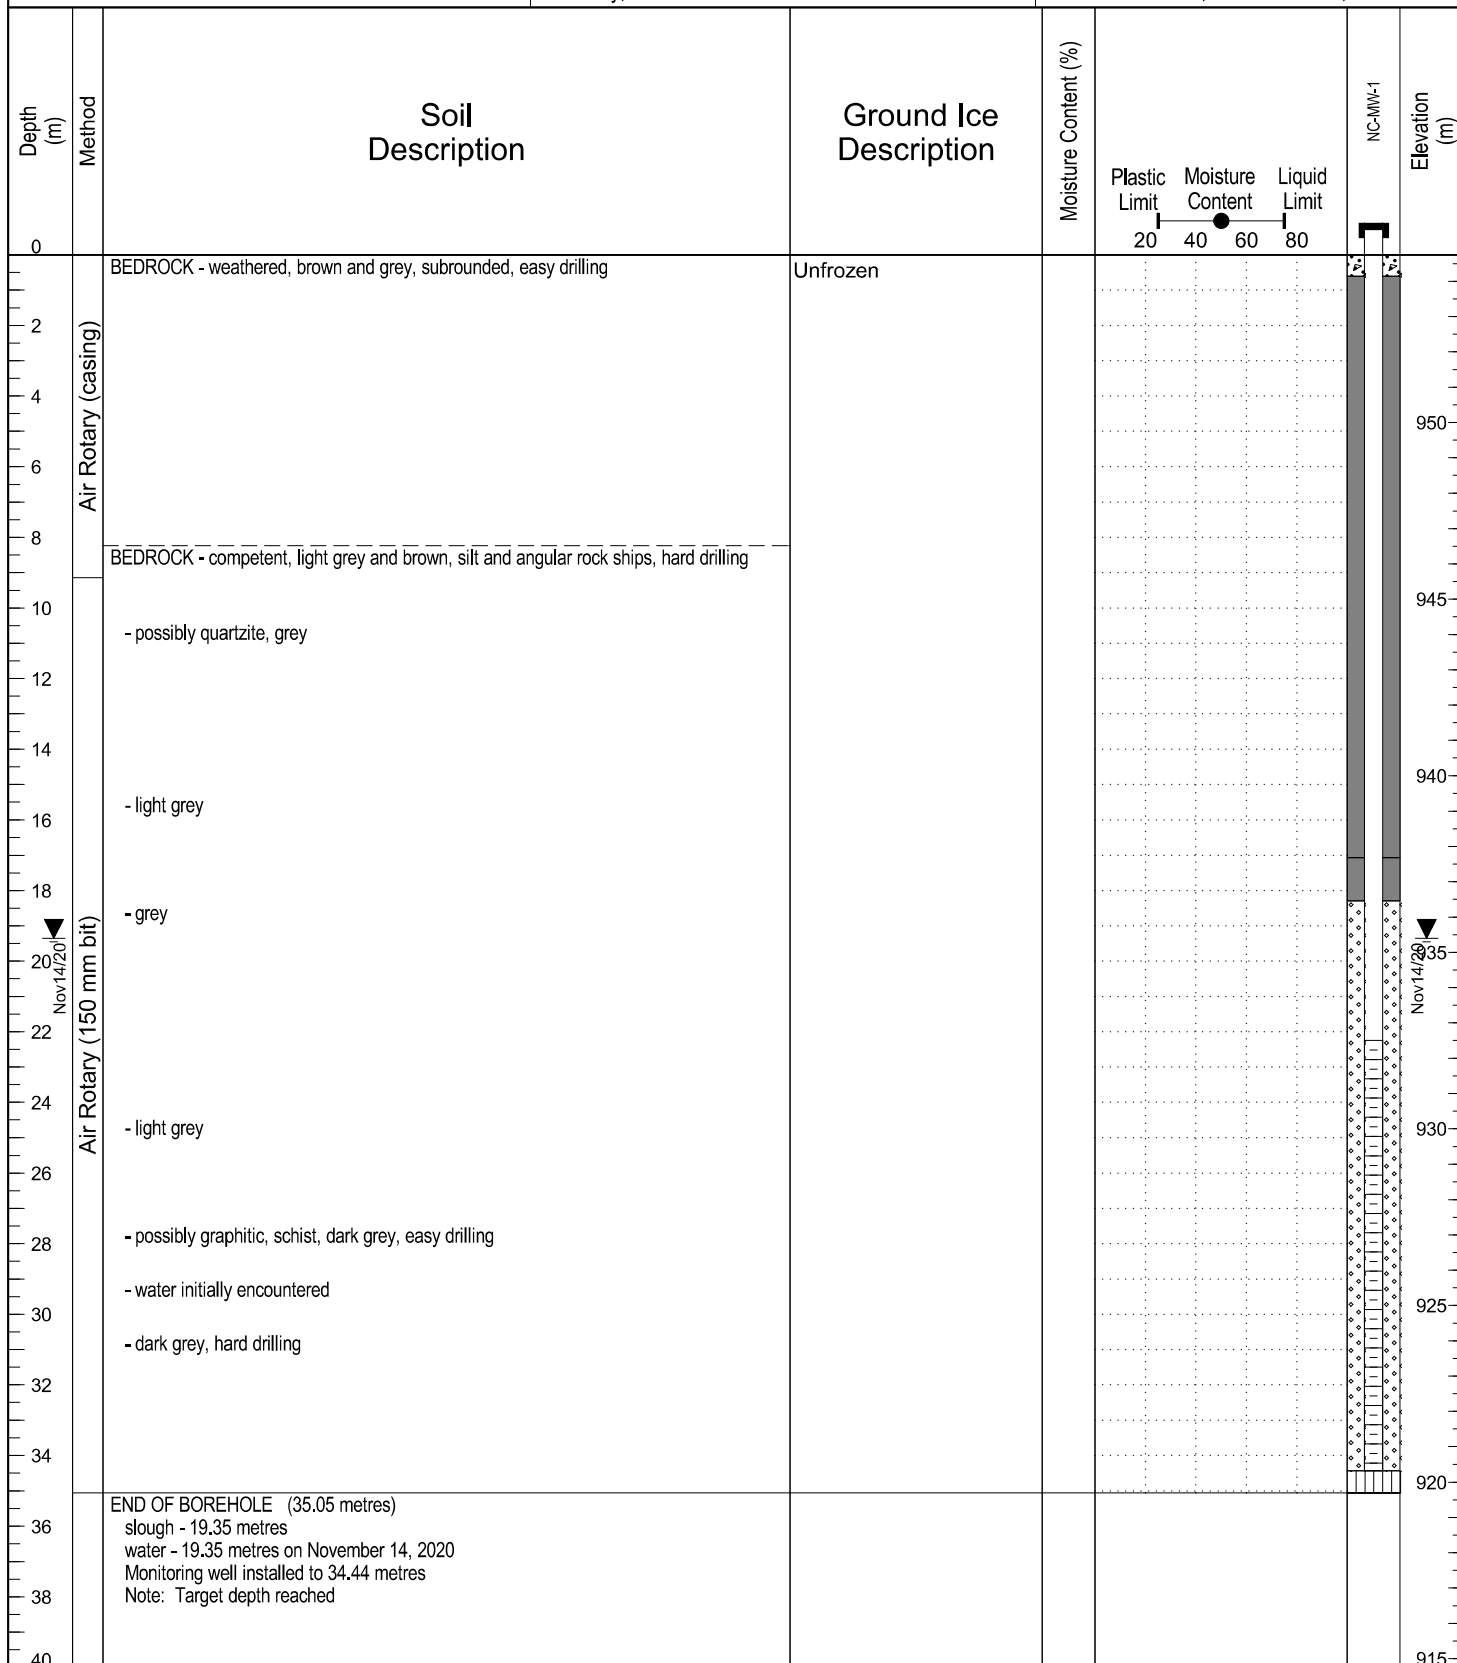 Depth
(m)
Method
Soil
Description
Ground Ice
Description
Moisture Content (%)
Plastic
Limit
Moisture
Content
Liquid
Limit
20 40 60 80
NC-MW-1
Elevation
(m)
0
BEDROCK - weathered, brown and grey, subrounded, easy drilling
Unfrozen
2
Air Rotary (casing)
4
950
6
8
BEDROCK - competent, light grey and brown, silt and angular rock ships, hard drilling
10
945
- possibly quartzite, grey
12
14
940
- light grey
16
18
- grey
20
Nov14/20
935
Nov14/20
Air Rotary (150 mm bit)
22
24
- light grey
930
26
- possibly graphitic, schist, dark grey, easy drilling
28
- water initially encountered
30
925
- dark grey, hard drilling
32
34
920
END OF BOREHOLE (35.05 metres)
36
slough - 19.35 metres
water - 19.35 metres on November 14, 2020
Monitoring well installed to 34.44 metres
38
Note: Target depth reached
40
915